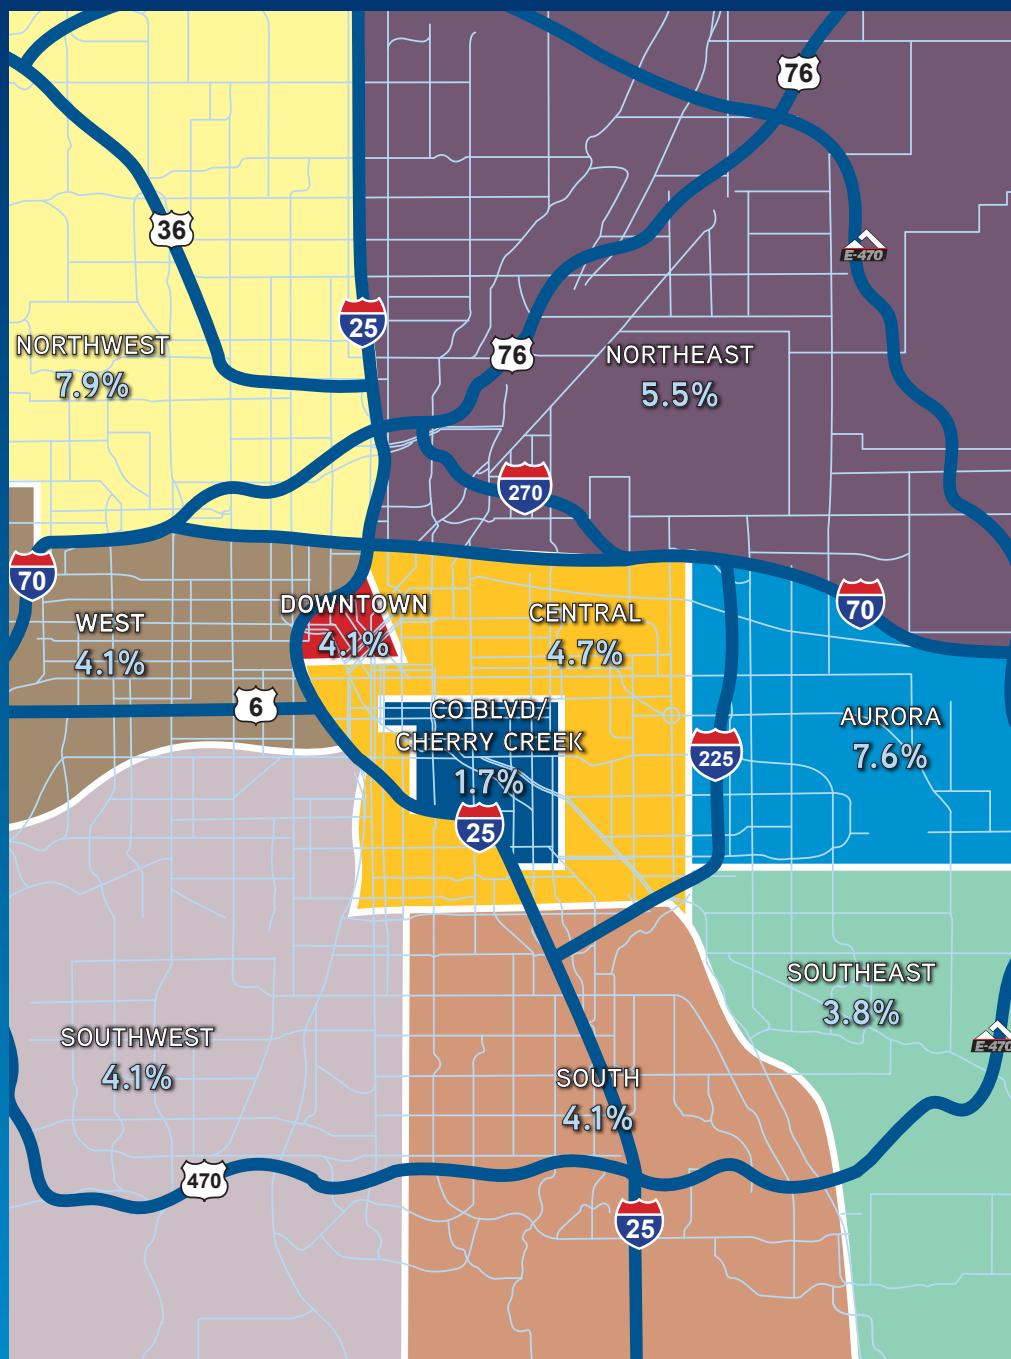 76
36
E-470
25
NORTHWEST
7.9%
76
NORTHEAST
5.5%
270
70
70
DOWNTOWN
4.1%
CENTRAL
4.7%
WEST
4.1%
6
CO BLVD/
CHERRY CREEK
1.7%
AURORA
7.6%
225
25
SOUTHEAST
3.8%
SOUTHWEST
4.1%
E-470
SOUTH
4.1%
470
25